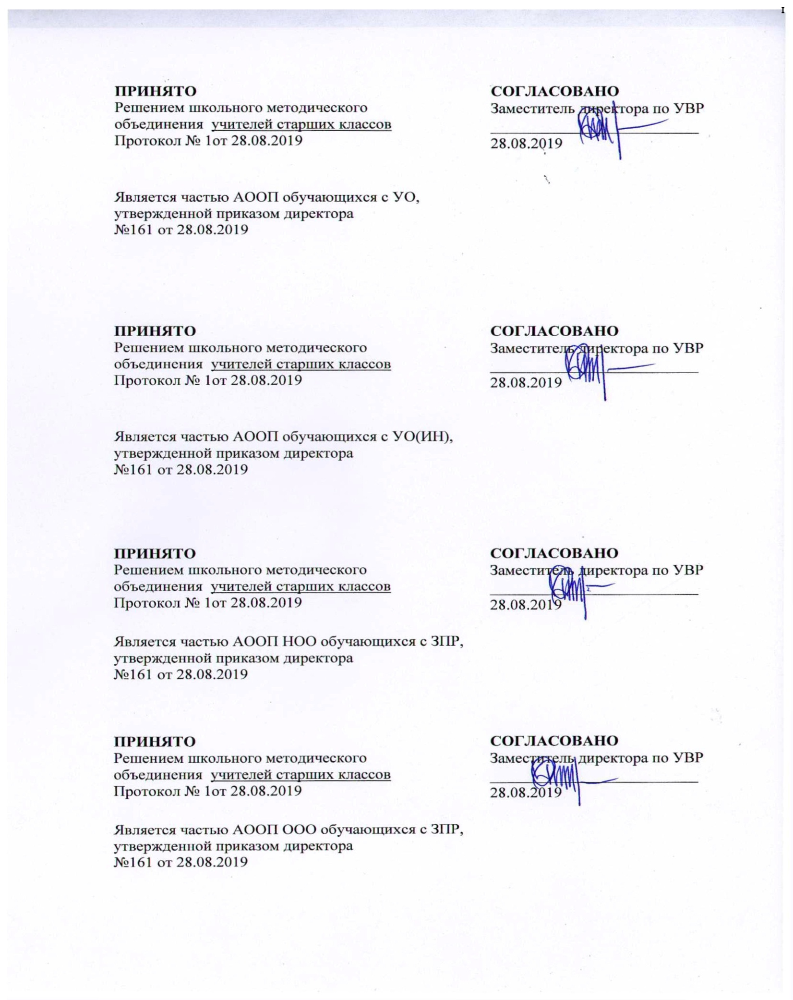 I
ПРИНЯТО
Решением школьного методического
объединения учителей старших классов
Протокол № 1от 28.08.2019
СОГЛАСОВАНО
Заместитель директора по УВР
28.08.2019
Является частью АООП обучающихся с УО,
утвержденной приказом директора
№161 от 28.08.2019
ПРИНЯТО
Решением школьного методического
объединения учителей старших классов
Протокол № 1от 28.08.2019
СОГЛАСОВАНО
Заместитель директора по УВР
28.08.2019
Является частью АООП обучающихся с УО(ИН),
утвержденной приказом директора
№161 от 28.08.2019
ПРИНЯТО
Решением школьного методического
объединения учителей старших классов
Протокол № 1от 28.08.2019
СОГЛАСОВАНО
Заместитель директора по УВР
28.08.2019
Является частью АООП НОО обучающихся с ЗПР,
утвержденной приказом директора
№161 от 28.08.2019
ПРИНЯТО
Решением школьного методического
объединения учителей старших классов
Протокол № 1от 28.08.2019
СОГЛАСОВАНО
Заместитель директора по УВР
28.08.2019
Является частью АООП ООО обучающихся с ЗПР,
утвержденной приказом директора
№161 от 28.08.2019